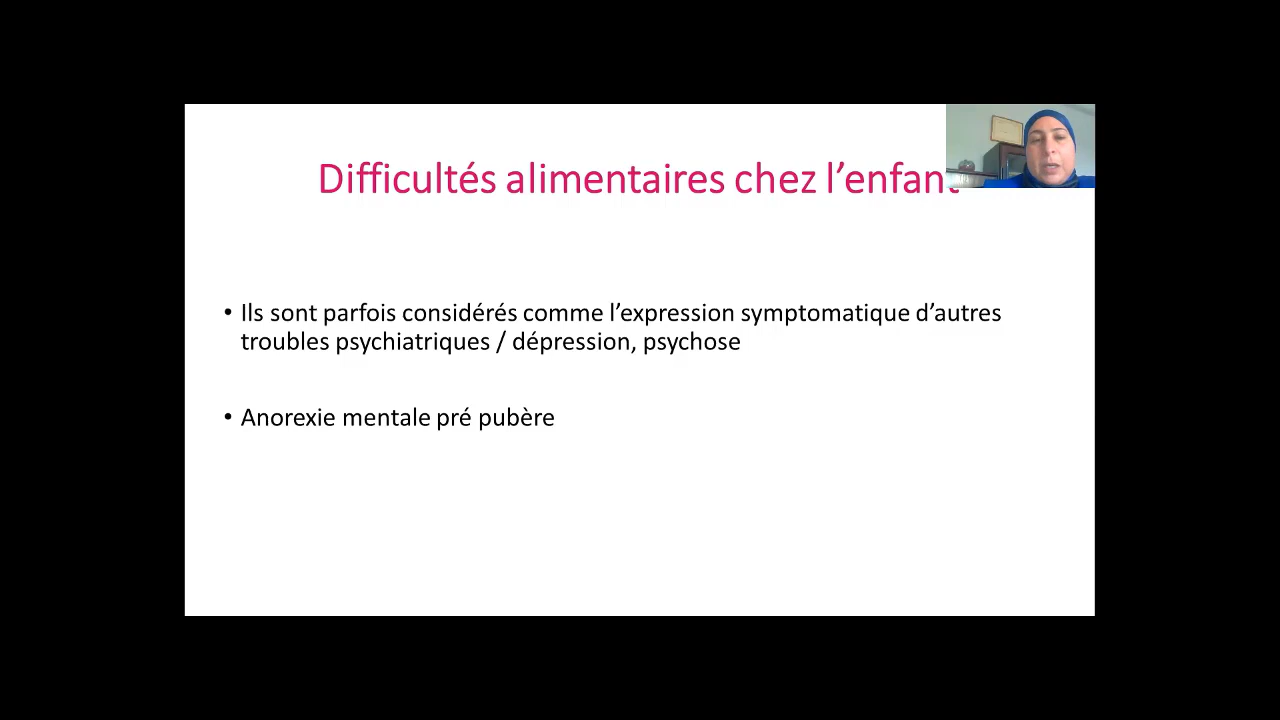 Difficultés alimentaires chez l’enfant
• Ils sont parfois considérés comme l’expression symptomatique d’autres
troubles psychiatriques / dépression, psychose
• Anorexie mentale pré pubère